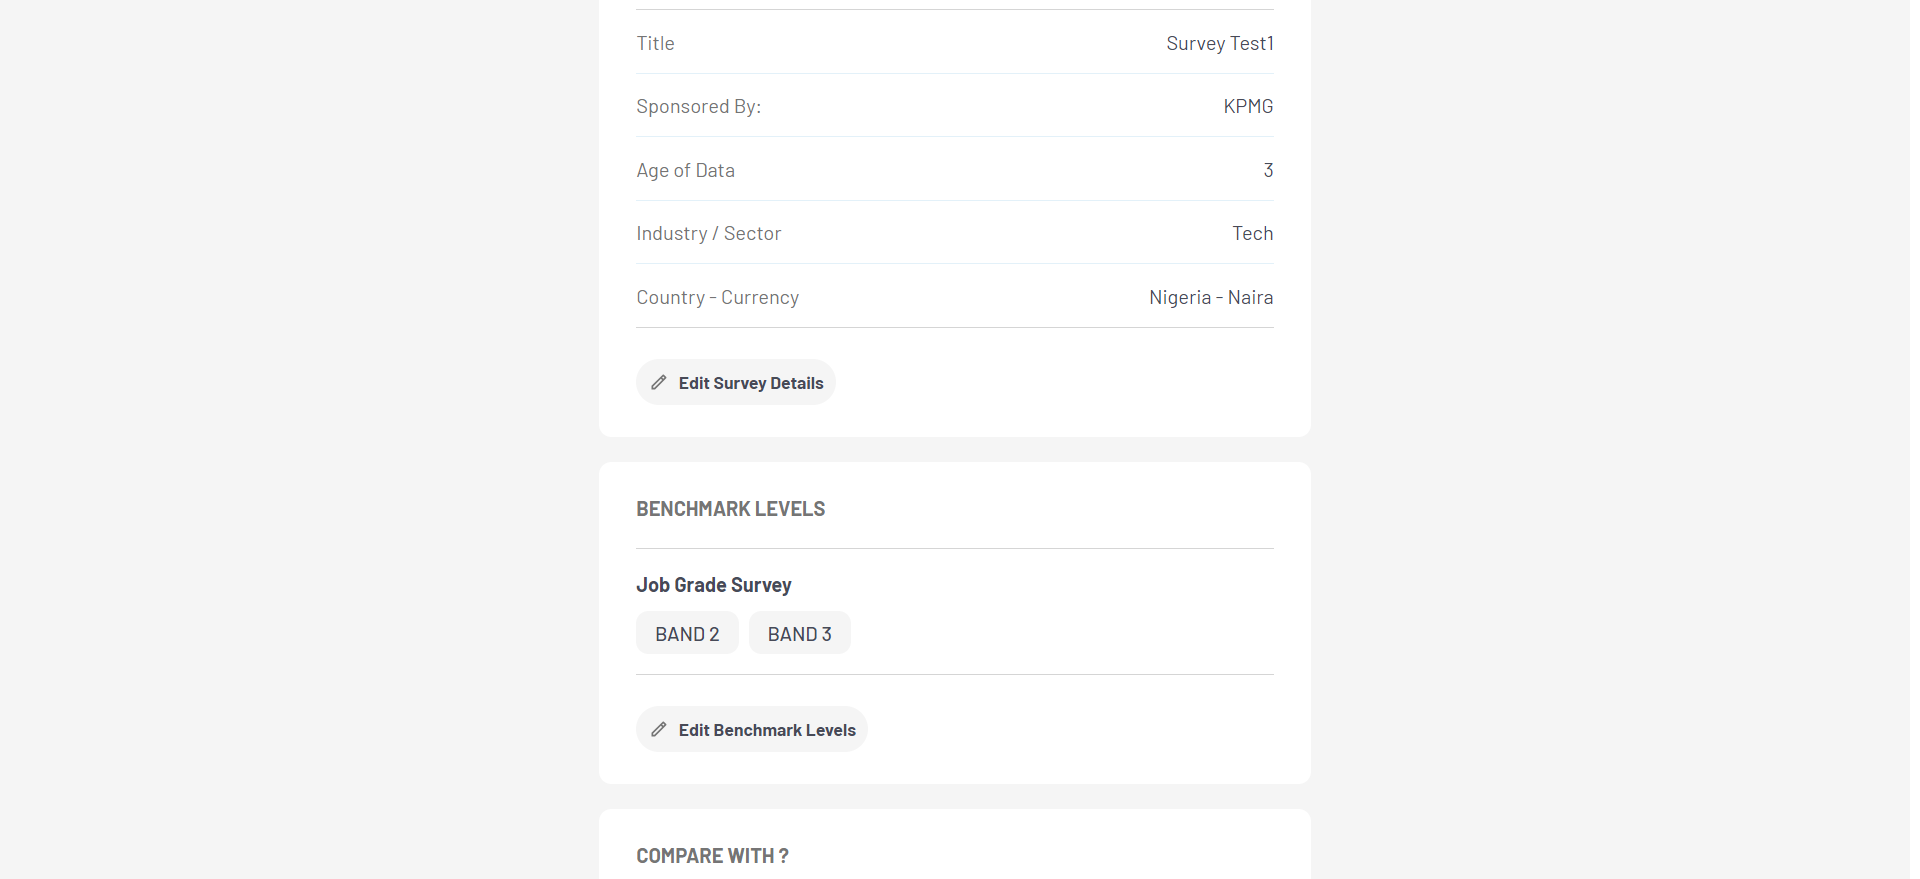 Title Survey Test1
Sponsored By: KPMG
Age of Data 3
Industry / Sector Tech
Country - Currency Nigeria - Naira
Edit Survey Details
BENCHMARK LEVELS
Job Grade Survey
BAND 2 BAND 3
Edit Benchmark Levels
COMPARE WITH ?